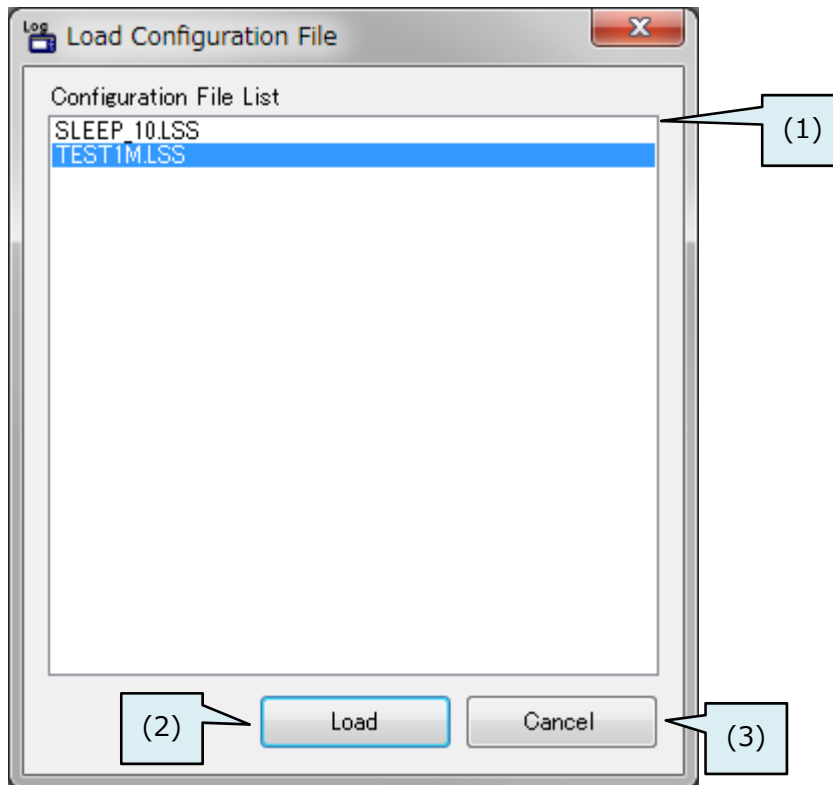 Log
Load Configuration File
Configuration File List
SLEEP_10.LSS
TEST1M.LSS
(1)
(2)
Load
Cancel
(3)